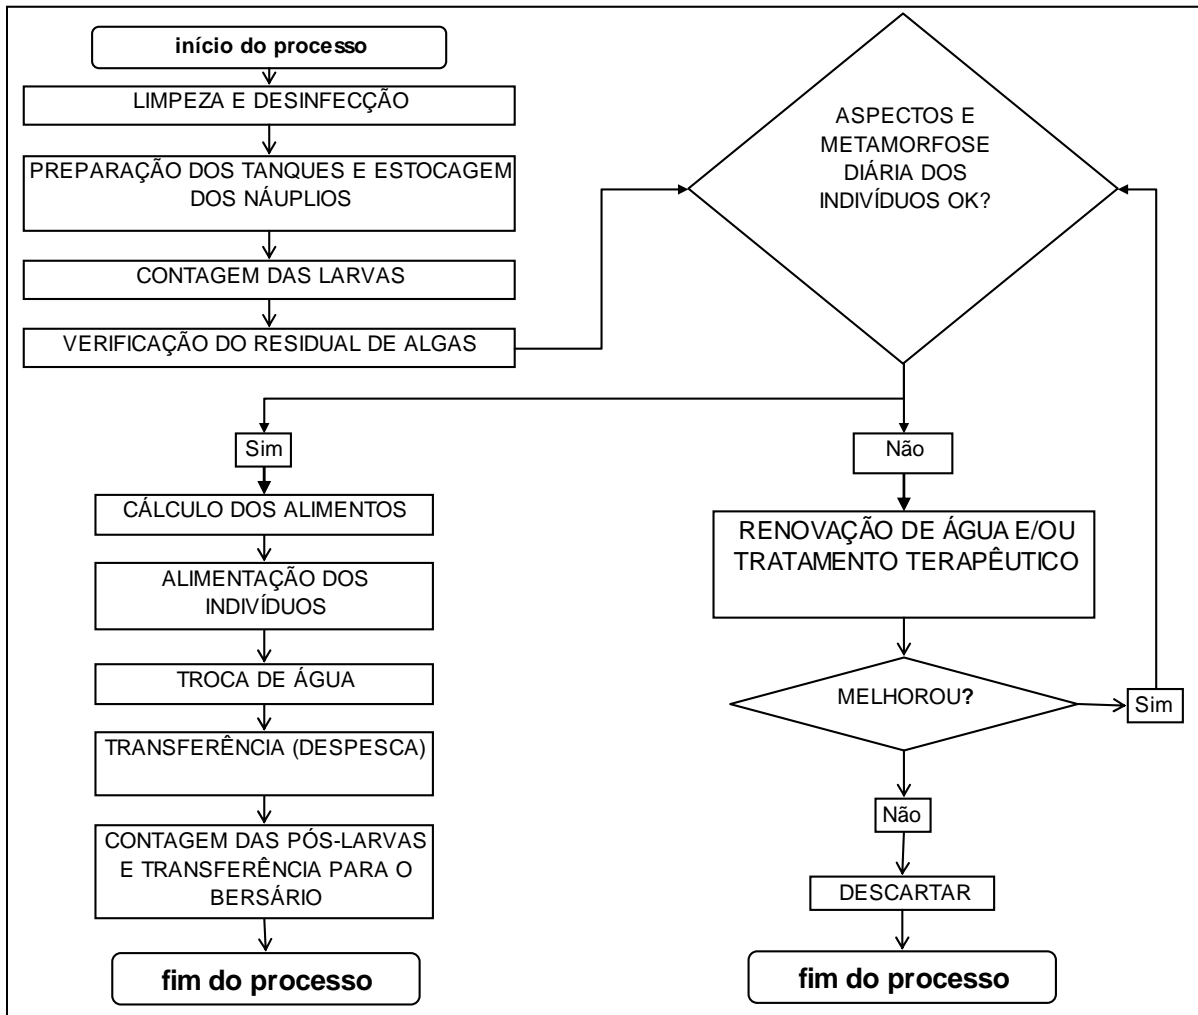 início do processo
LIMPEZA E DESINFECÇÃO
PREPARAÇÃO DOS TANQUES E ESTOCAGEM
DOS NÁUPLIOS
CONTAGEM DAS LARVAS
VERIFICAÇÃO DO RESIDUAL DE ALGAS
ASPECTOS E
METAMORFOSE
DIÁRIA DOS
INDIVÍDUOS OK?
Sim
CÁLCULO DOS ALIMENTOS
ALIMENTAÇÃO DOS
INDIVÍDUOS
TROCA DE ÁGUA
TRANSFERÊNCIA (DESPESCA)
CONTAGEM DAS PÓS-LARVAS
E TRANSFERÊNCIA PARA O
BERSÁRIO
fim do processo
Não
RENOVAÇÃO DE ÁGUA E/OU
TRATAMENTO TERAPÊUTICO
MELHOROU?
Sim
Não
DESCARTAR
fim do processo